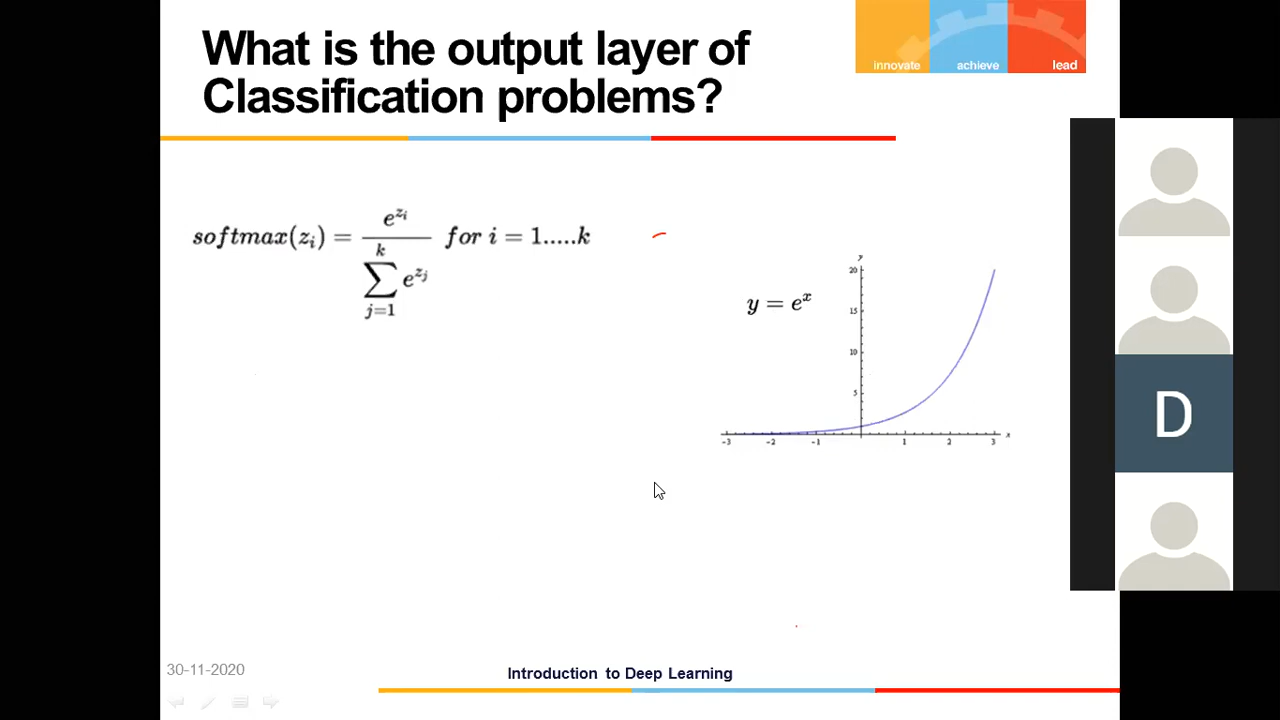 What is the output layer of
Classification problems?
innovate achieve lead
softmax(z_i) = e^{z_i} / \sum_{j=1}^{k} e^{z_j} for i = 1.....k
y
20
y = e^x
15
10
5
-3 -2 -1 1 2 3 x
D
30-11-2020
Introduction to Deep Learning